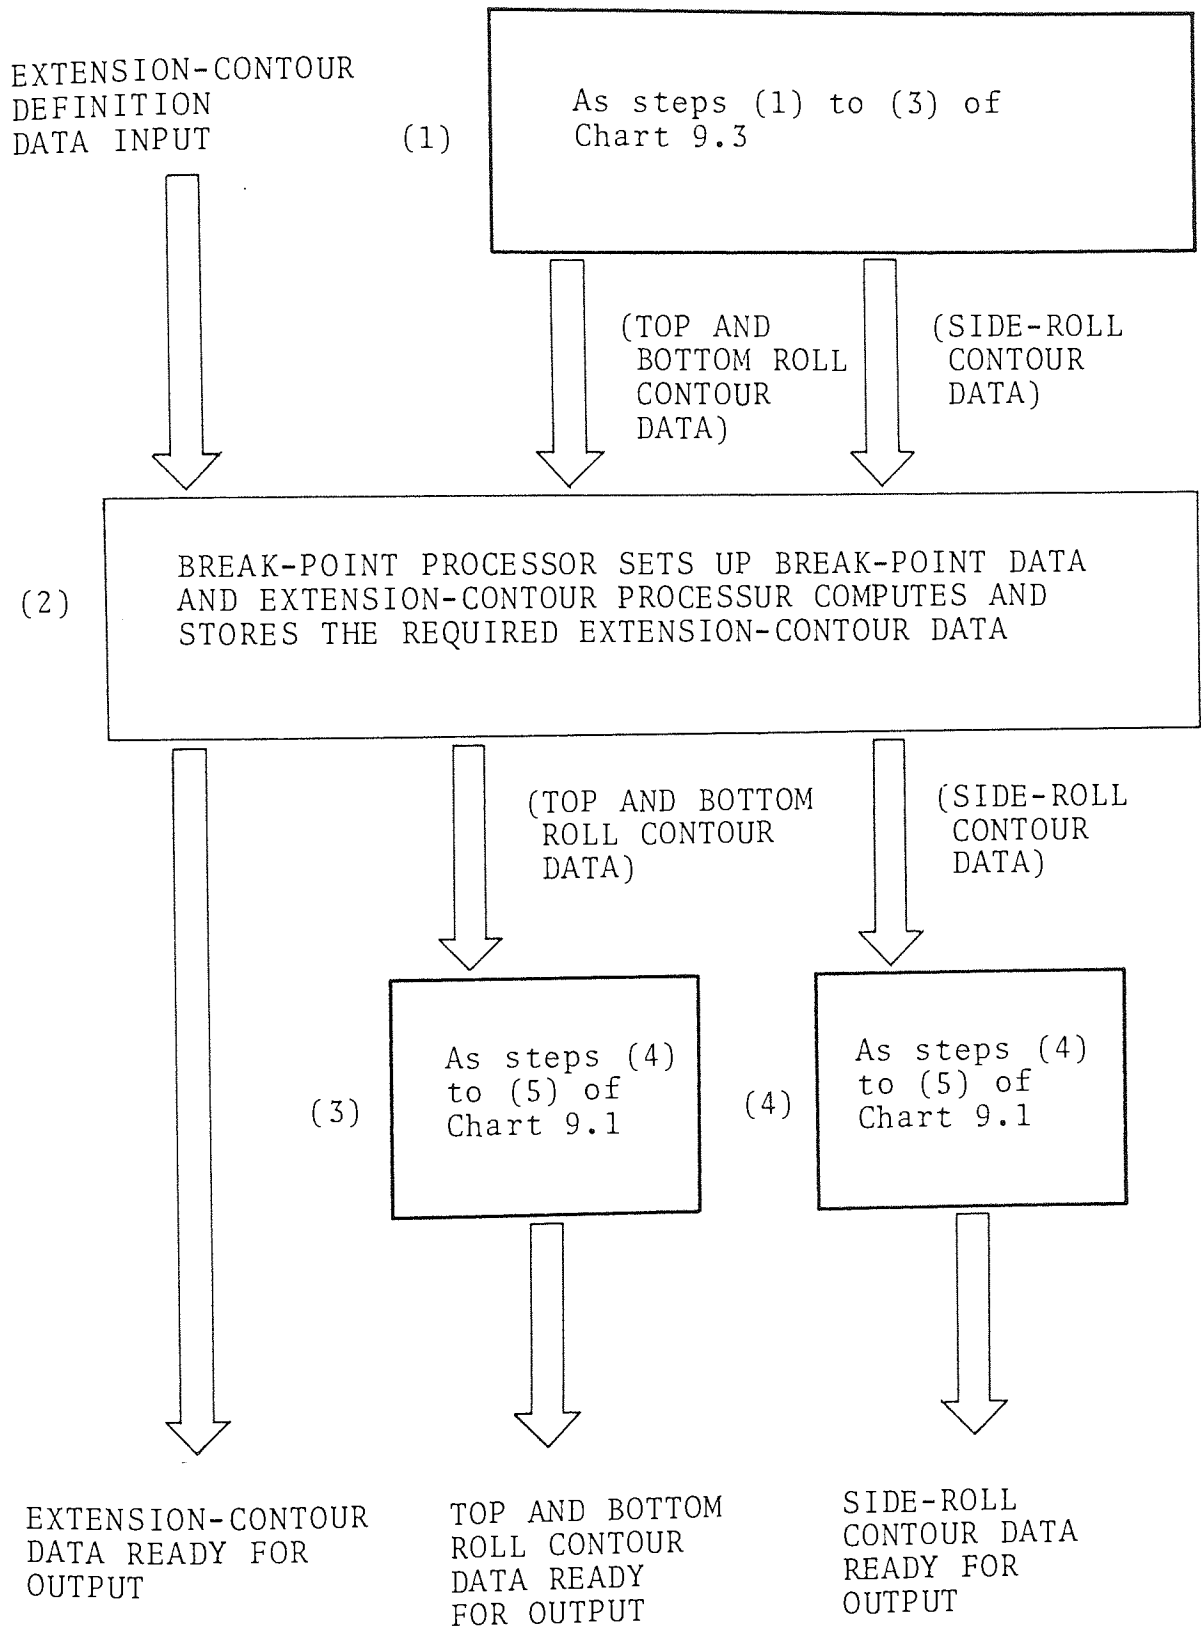 EXTENSION-CONTOUR
DEFINITION
DATA INPUT
(1)
As steps (1) to (3) of
Chart 9.3
(TOP AND
BOTTOM ROLL
CONTOUR
DATA)
(SIDE-ROLL
CONTOUR
DATA)
(2)
BREAK-POINT PROCESSOR SETS UP BREAK-POINT DATA
AND EXTENSION-CONTOUR PROCESSUR COMPUTES AND
STORES THE REQUIRED EXTENSION-CONTOUR DATA
(TOP AND BOTTOM
ROLL CONTOUR
DATA)
(SIDE-ROLL
CONTOUR
DATA)
(3)
As steps (4)
to (5) of
Chart 9.1
(4)
As steps (4)
to (5) of
Chart 9.1
EXTENSION-CONTOUR
DATA READY FOR
OUTPUT
TOP AND BOTTOM
ROLL CONTOUR
DATA READY
FOR OUTPUT
SIDE-ROLL
CONTOUR DATA
READY FOR
OUTPUT